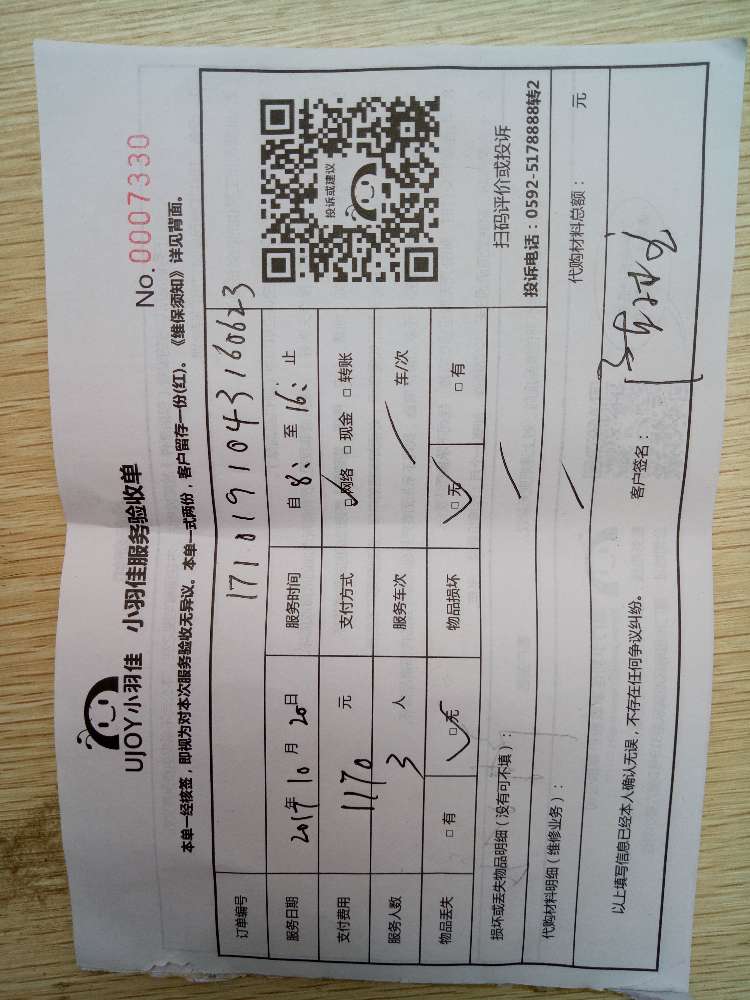 UJOY小羽佳 小羽佳服务验收单
No.0007330
本单一经核签，即视为对本次服务验收无异议。本单一式两份，客户留存一份(红)。《维保须知》详见背面。
订单编号 171019104316 0623
服务日期 2017年10月20日 服务时间 自8: 至16: 止
支付费用 1170 元 支付方式 □网络 □现金 □转账
服务人数 3 人 服务车次 / 车/次
物品丢失 □有 □无 物品损坏 □无 □有
投诉或建议
扫码评价或投诉
投诉电话：0592-5178888转2
损坏或丢失物品明细（没有可不填）： /
代购材料明细（维修业务）： / 代购材料总额： 元
以上填写信息已经本人确认无误，不存在任何争议纠纷。 客户签名：